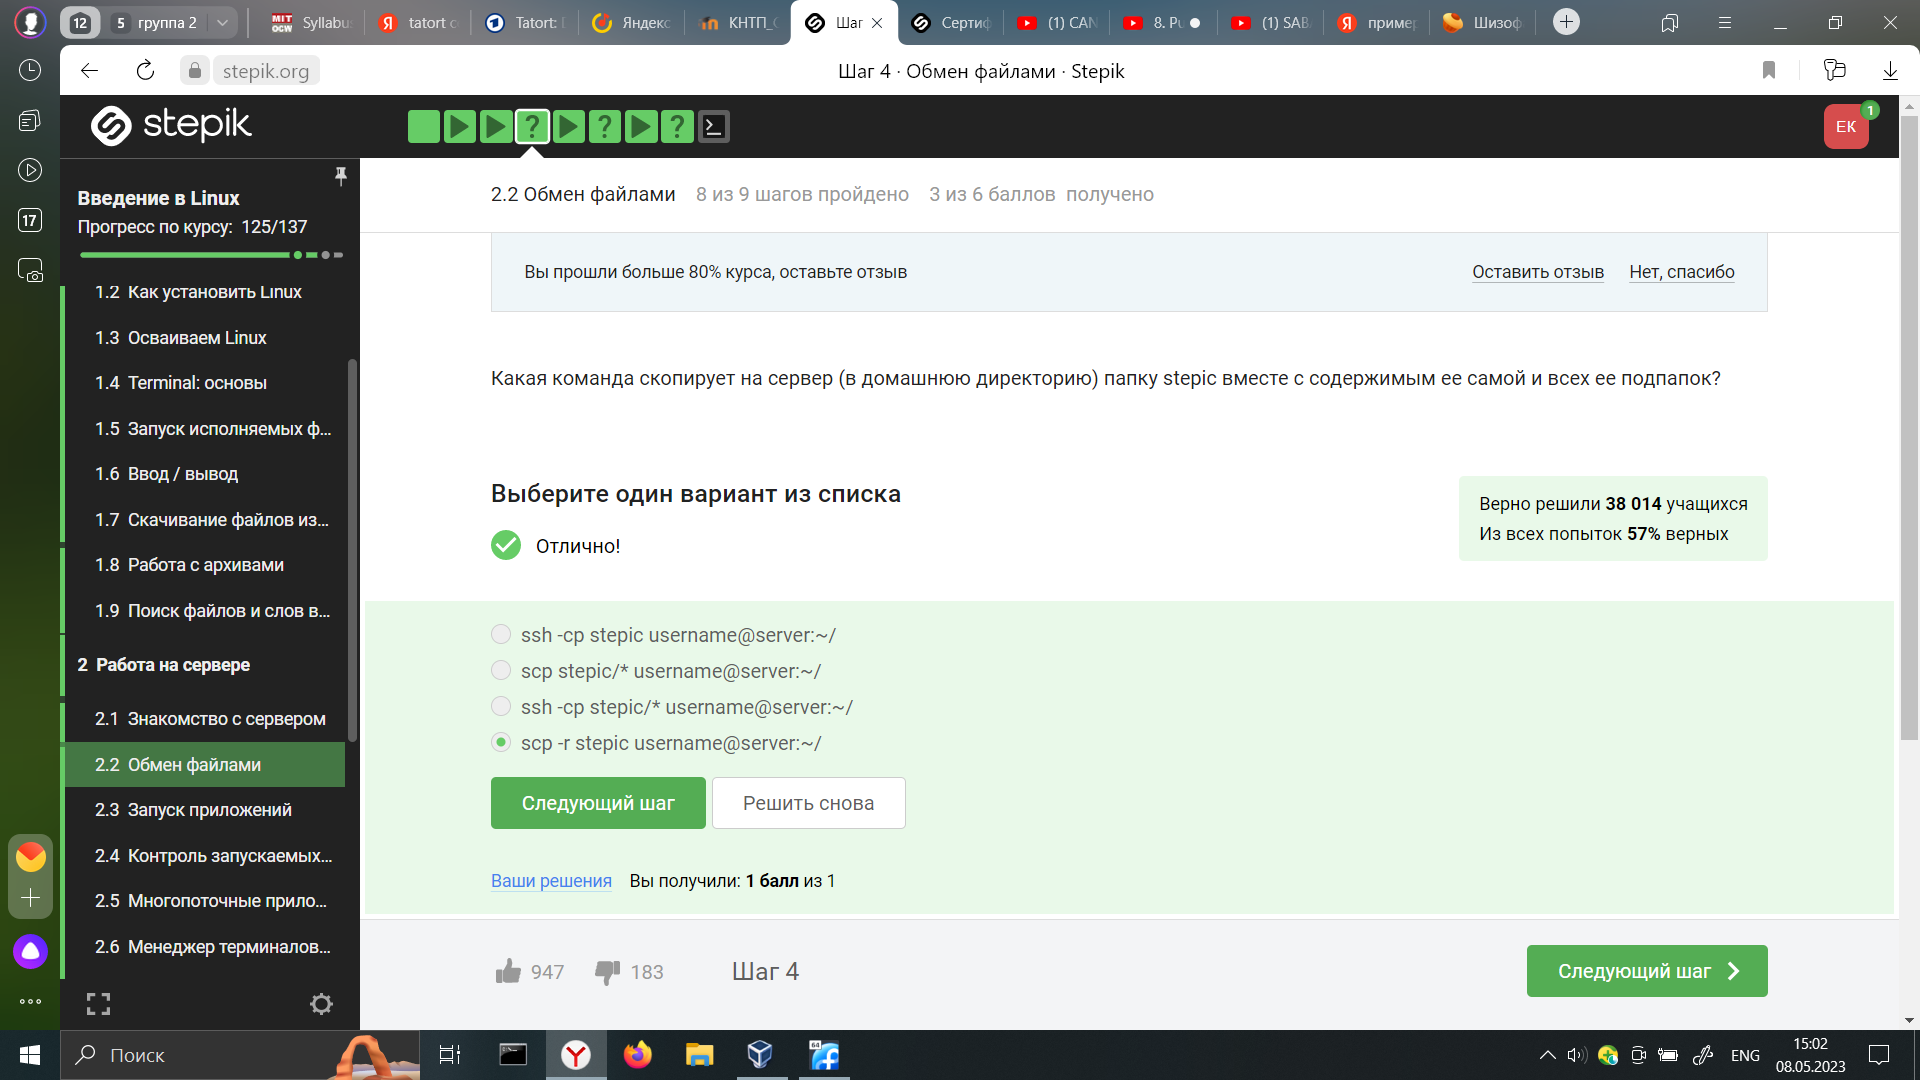 12
5 группа 2
MIT OCW Syllabu
tatort c
Tatort: D
Яндекс
КНТП_
Шаг
Сертиф
(1) CAN
8. Pu
(1) SAB
пример
Шизоф
stepik.org
Шаг 4 · Обмен файлами · Stepik
stepik
ЕК
1
17
Введение в Linux
Прогресс по курсу: 125/137
1.2 Как установить Linux
1.3 Осваиваем Linux
1.4 Terminal: основы
1.5 Запуск исполняемых ф...
1.6 Ввод / вывод
1.7 Скачивание файлов из...
1.8 Работа с архивами
1.9 Поиск файлов и слов в...
2 Работа на сервере
2.1 Знакомство с сервером
2.2 Обмен файлами
2.3 Запуск приложений
2.4 Контроль запускаемых...
2.5 Многопоточные прило...
2.6 Менеджер терминалов...
2.2 Обмен файлами 8 из 9 шагов пройдено 3 из 6 баллов получено
Вы прошли больше 80% курса, оставьте отзыв
Оставить отзыв
Нет, спасибо
Какая команда скопирует на сервер (в домашнюю директорию) папку stepic вместе с содержимым ее самой и всех ее подпапок?
Выберите один вариант из списка
Отлично!
Верно решили 38 014 учащихся
Из всех попыток 57% верных
ssh -cp stepic username@server:~/
scp stepic/* username@server:~/
ssh -cp stepic/* username@server:~/
scp -r stepic username@server:~/
Следующий шаг
Решить снова
Ваши решения Вы получили: 1 балл из 1
947
183
Шаг 4
Следующий шаг
Поиск
64
ENG
15:02
08.05.2023